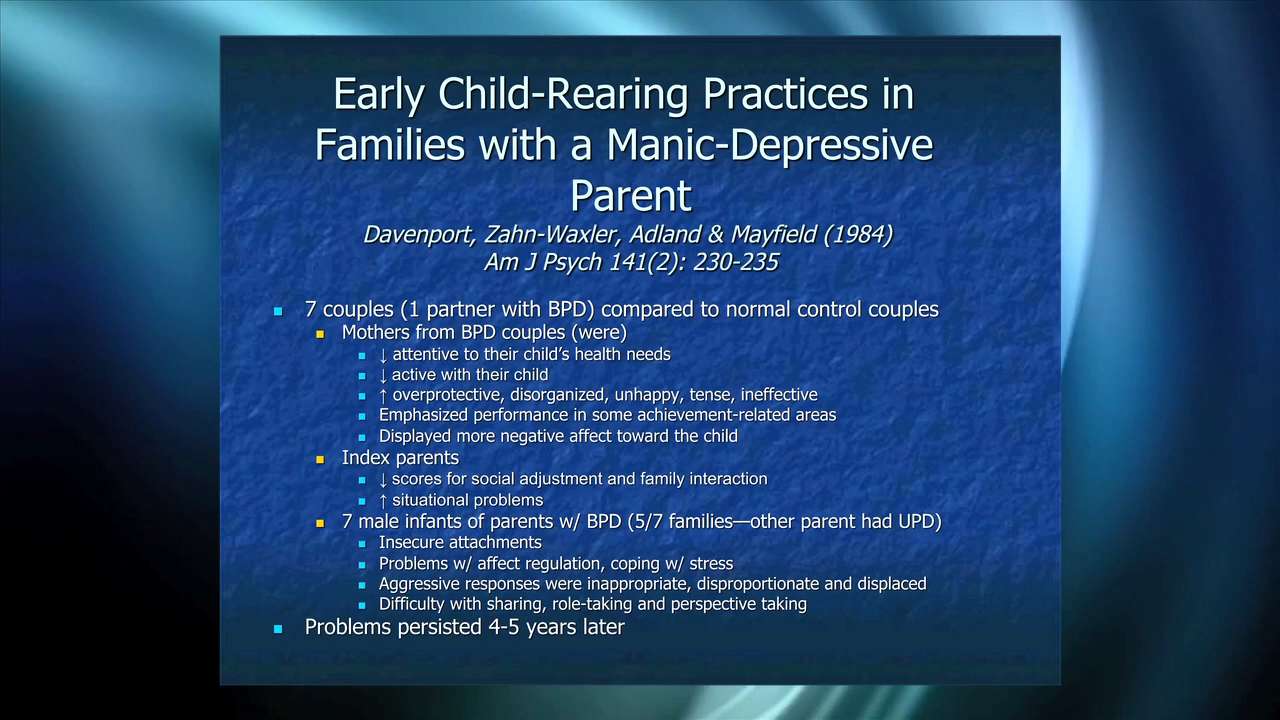 Early Child-Rearing Practices in
Families with a Manic-Depressive
Parent
Davenport, Zahn-Waxler, Adland & Mayfield (1984)
Am J Psych 141(2): 230-235
7 couples (1 partner with BPD) compared to normal control couples
Mothers from BPD couples (were)
↓ attentive to their child’s health needs
↓ active with their child
↑ overprotective, disorganized, unhappy, tense, ineffective
Emphasized performance in some achievement-related areas
Displayed more negative affect toward the child
Index parents
↓ scores for social adjustment and family interaction
↑ situational problems
7 male infants of parents w/ BPD (5/7 families—other parent had UPD)
Insecure attachments
Problems w/ affect regulation, coping w/ stress
Aggressive responses were inappropriate, disproportionate and displaced
Difficulty with sharing, role-taking and perspective taking
Problems persisted 4-5 years later